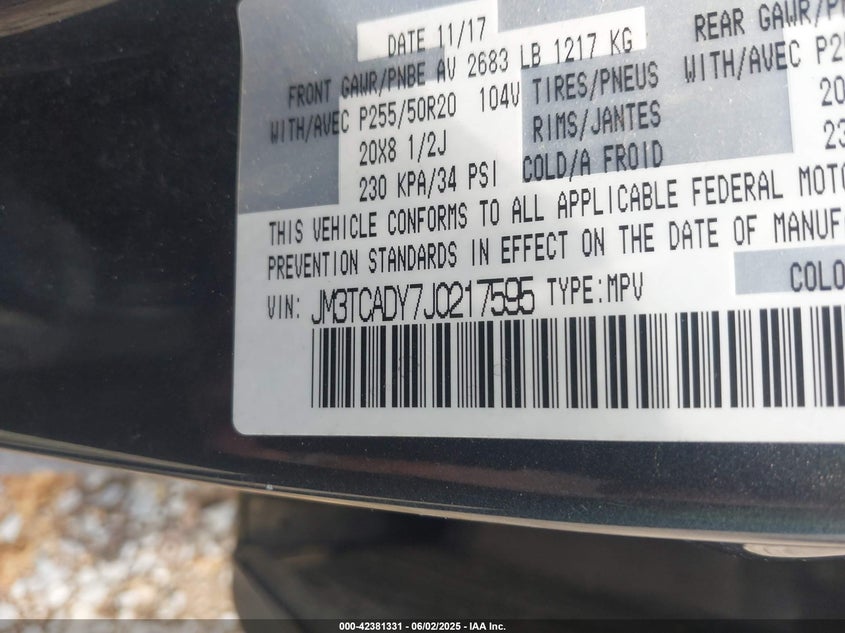 DATE 11/17
FRONT GAWR/PNBE AV 2683 LB 1217 KG
WITH/AVEC P255/50R20 104V TIRES/PNEUS
20X8 1/2J RIMS/JANTES
230 KPA/34 PSI COLD/A FROID
REAR GAWR/PN
WITH/AVEC P2
20
23
THIS VEHICLE CONFORMS TO ALL APPLICABLE FEDERAL MOTO
PREVENTION STANDARDS IN EFFECT ON THE DATE OF MANUF
VIN: JM3TCADY7J0217595 TYPE:MPV
COLO
000-42381331 | 06/02/2025 - IAA Inc.